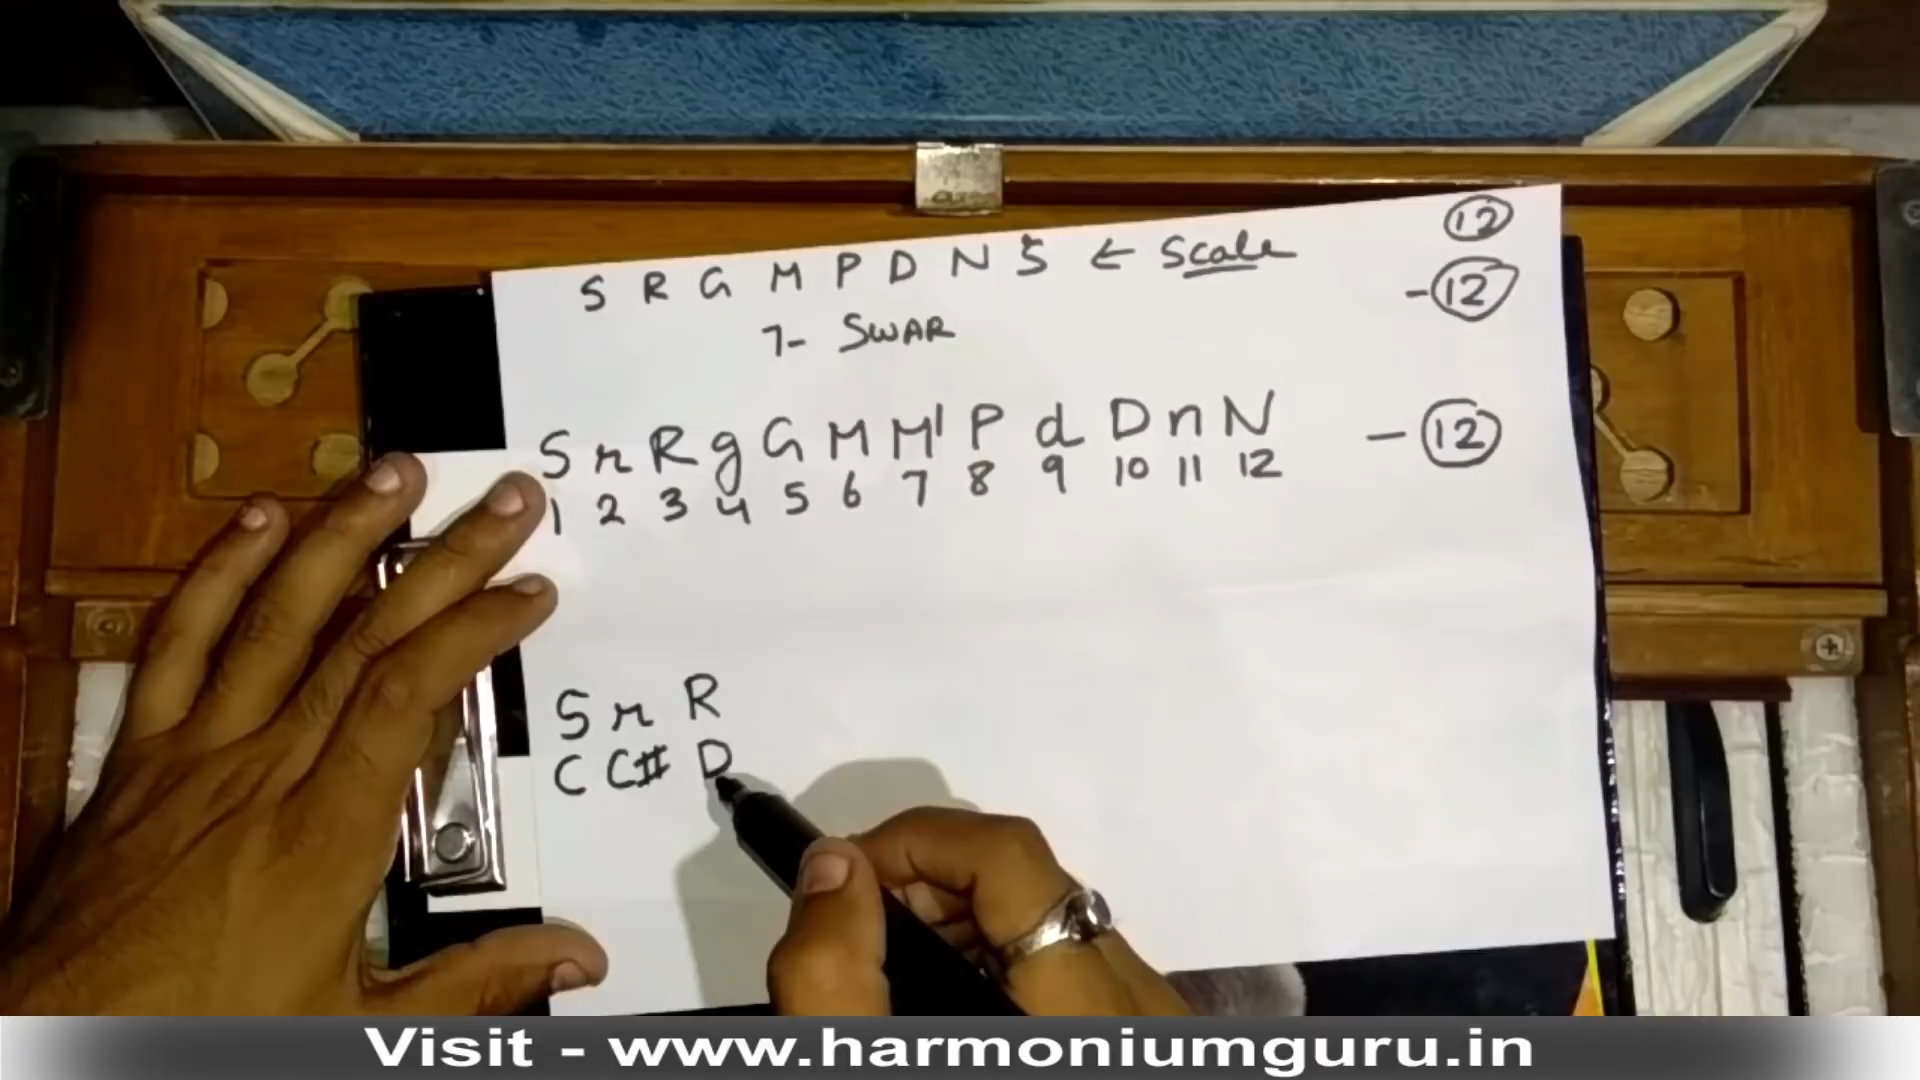 S R G M P D N Ṡ ← Scale
12
7- SWAR
-12
S r R g G M M' P d D n N - 12
1 2 3 4 5 6 7 8 9 10 11 12
S r R
C C# D
Visit - www.harmoniumguru.in